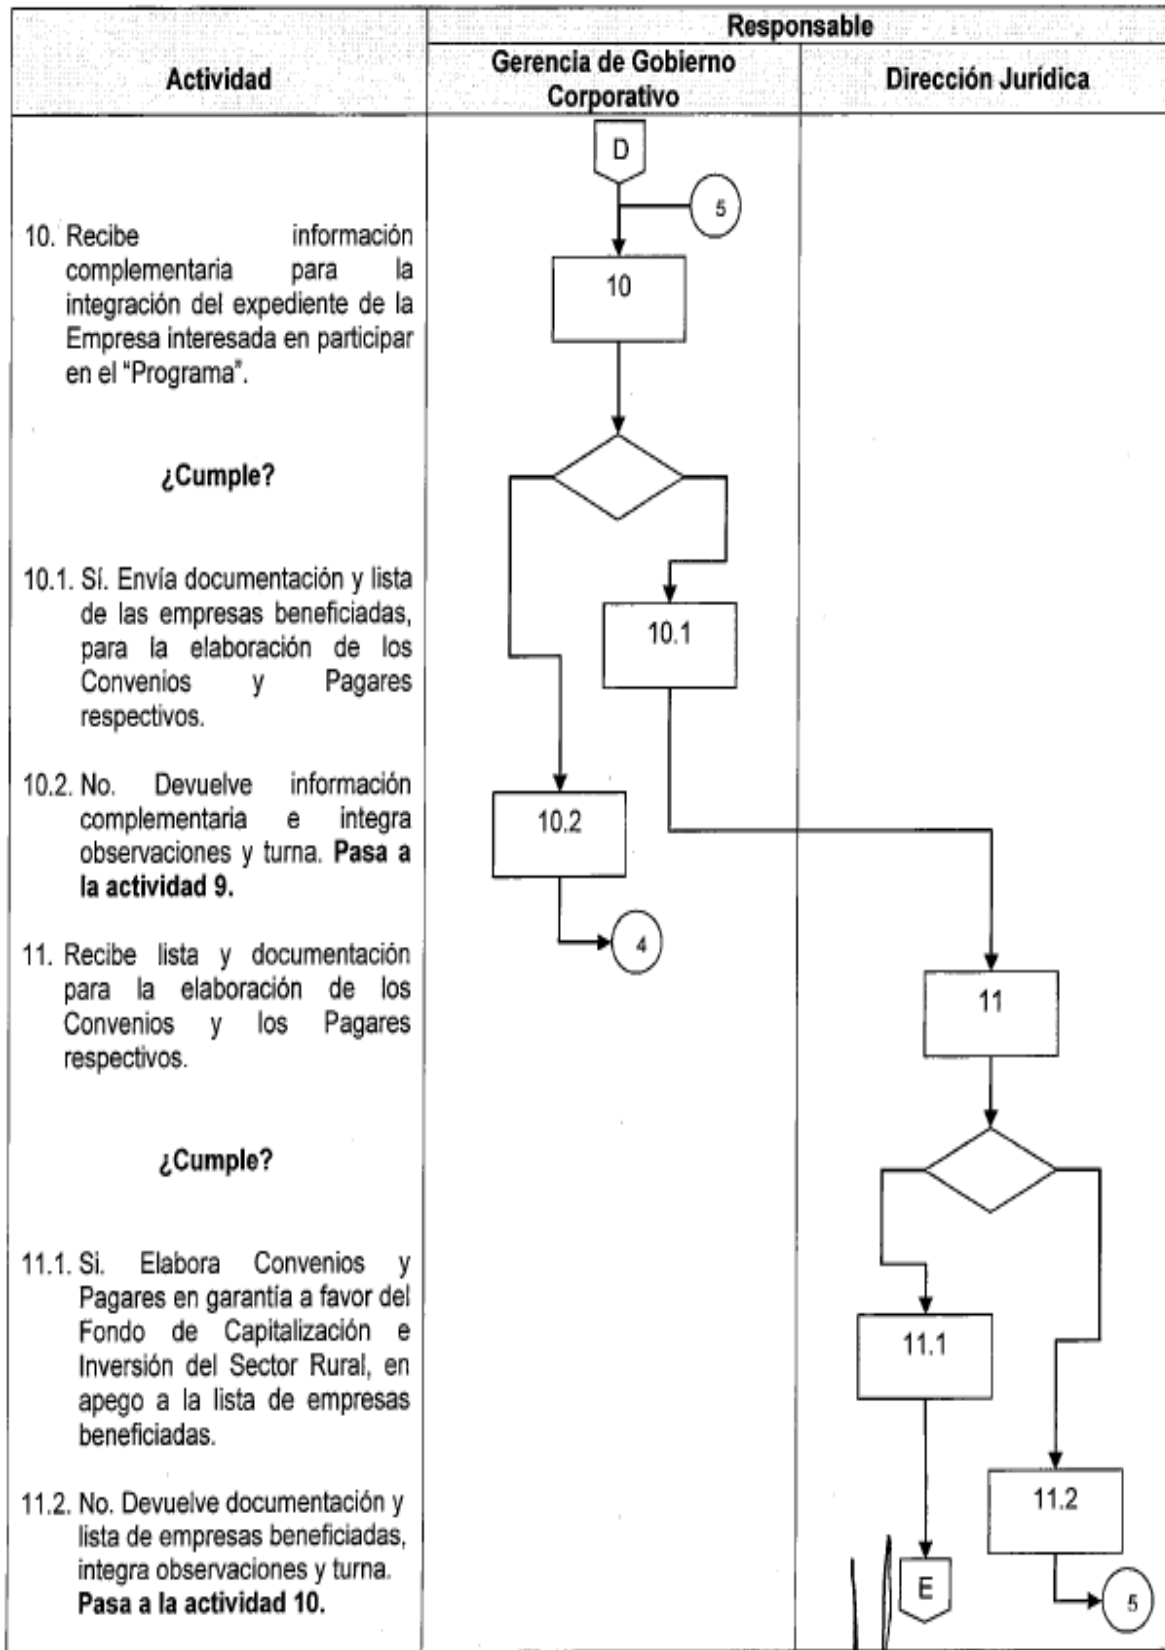 Responsable
Actividad
Gerencia de Gobierno
Corporativo
Dirección Jurídica
D
5
10. Recibe información
complementaria para la
integración del expediente de la
Empresa interesada en participar
en el “Programa”.
10
¿Cumple?
10.1. Sí. Envía documentación y lista
de las empresas beneficiadas,
para la elaboración de los
Convenios y Pagares
respectivos.
10.1
10.2. No. Devuelve información
complementaria e integra
observaciones y turna. Pasa a
la actividad 9.
10.2
4
11. Recibe lista y documentación
para la elaboración de los
Convenios y los Pagares
respectivos.
11
¿Cumple?
11.1. Si. Elabora Convenios y
Pagares en garantía a favor del
Fondo de Capitalización e
Inversión del Sector Rural, en
apego a la lista de empresas
beneficiadas.
11.1
11.2. No. Devuelve documentación y
lista de empresas beneficiadas,
integra observaciones y turna.
Pasa a la actividad 10.
11.2
E
5